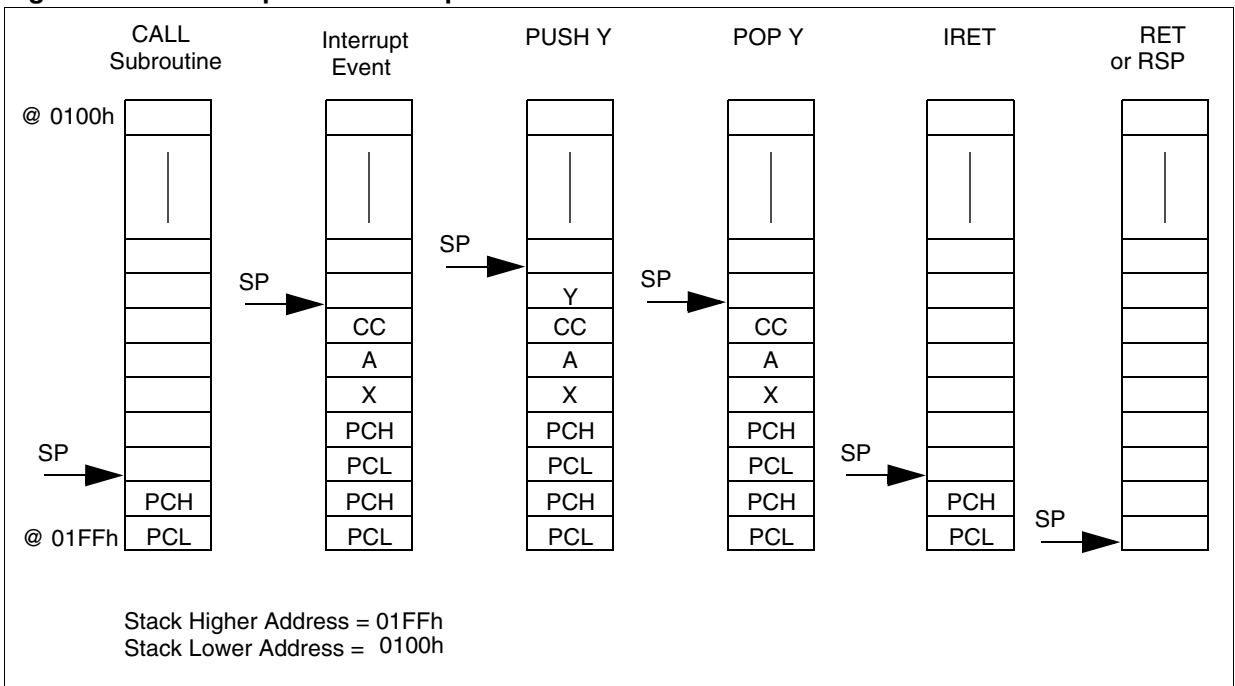 CALL
Subroutine
Interrupt
Event
PUSH Y
POP Y
IRET
RET
or RSP
@ 0100h
SP
SP
SP
Y
CC
CC
CC
A
A
A
X
X
X
PCH
PCH
PCH
SP
SP
PCL
PCL
PCL
PCH
PCH
PCH
PCH
PCH
SP
@ 01FFh
PCL
PCL
PCL
PCL
PCL
Stack Higher Address = 01FFh
Stack Lower Address = 0100h